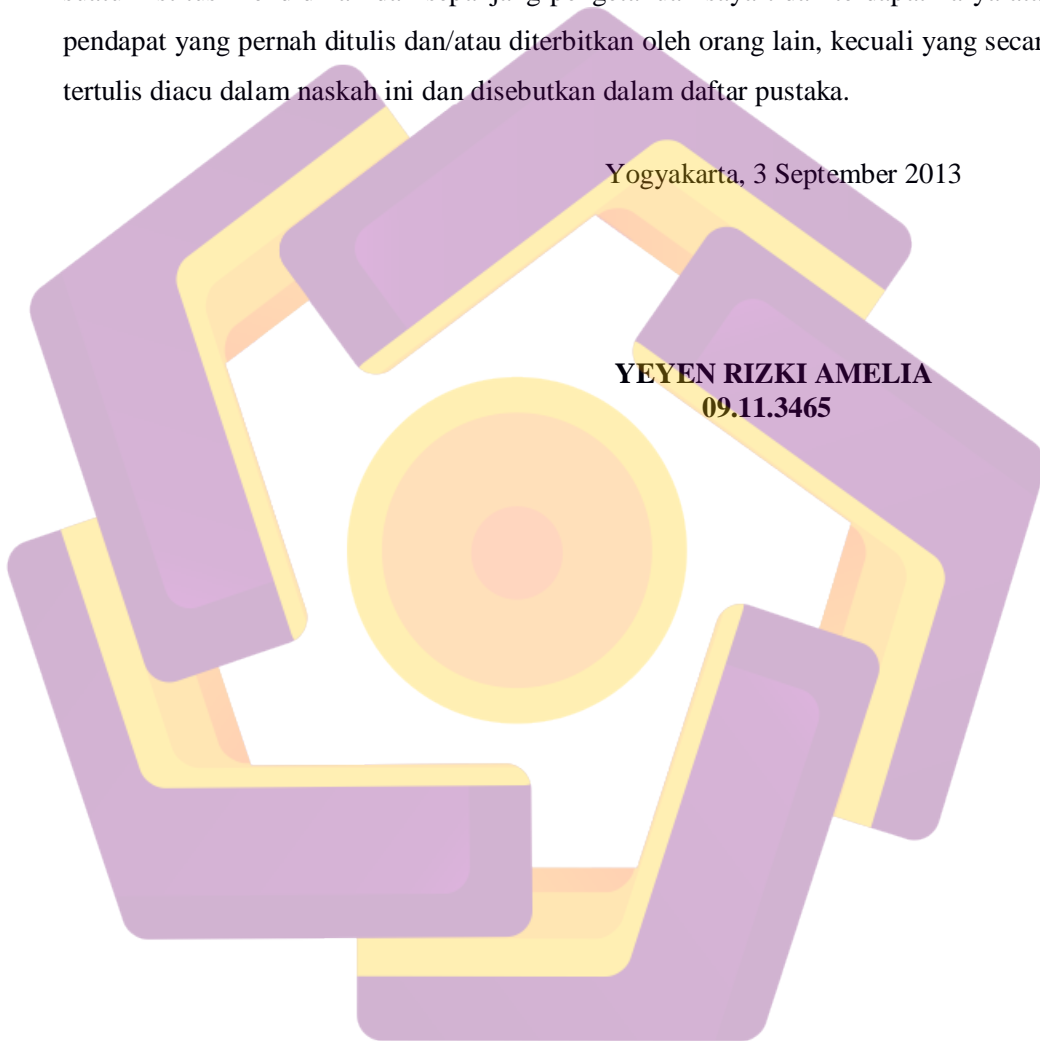 pendapat yang pernah ditulis dan/atau diterbitkan oleh orang lain, kecuali yang secar
tertulis diacu dalam naskah ini dan disebutkan dalam daftar pustaka.
Yogyakarta, 3 September 2013
YEYEN RIZKI AMELIA
09.11.3465